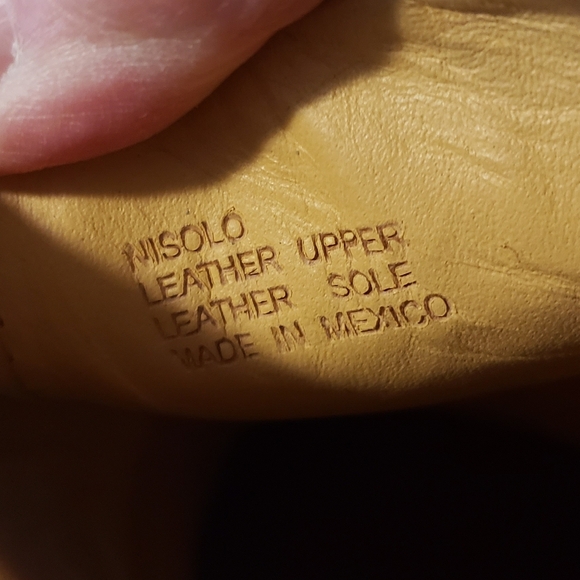 NISOLO
LEATHER UPPER
LEATHER SOLE
MADE IN MEXICO